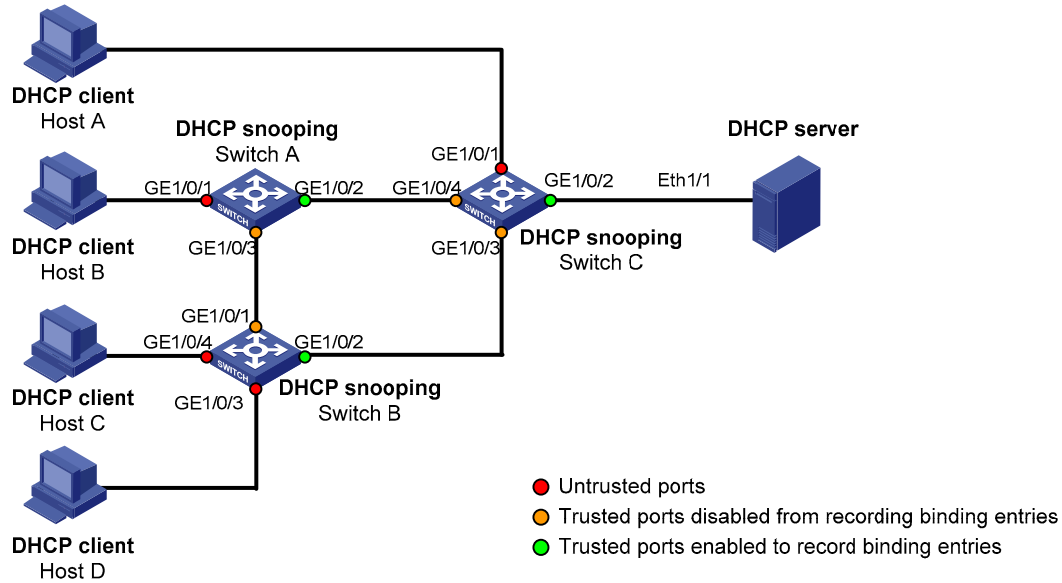 DHCP client
Host A
DHCP snooping
Switch A
DHCP server
GE1/0/1
GE1/0/1
GE1/0/2
GE1/0/4
GE1/0/2
Eth1/1
SWITCH
SWITCH
DHCP client
Host B
GE1/0/3
GE1/0/3
DHCP snooping
Switch C
GE1/0/1
GE1/0/4
GE1/0/2
SWITCH
DHCP client
Host C
GE1/0/3
DHCP snooping
Switch B
DHCP client
Host D
Untrusted ports
Trusted ports disabled from recording binding entries
Trusted ports enabled to record binding entries